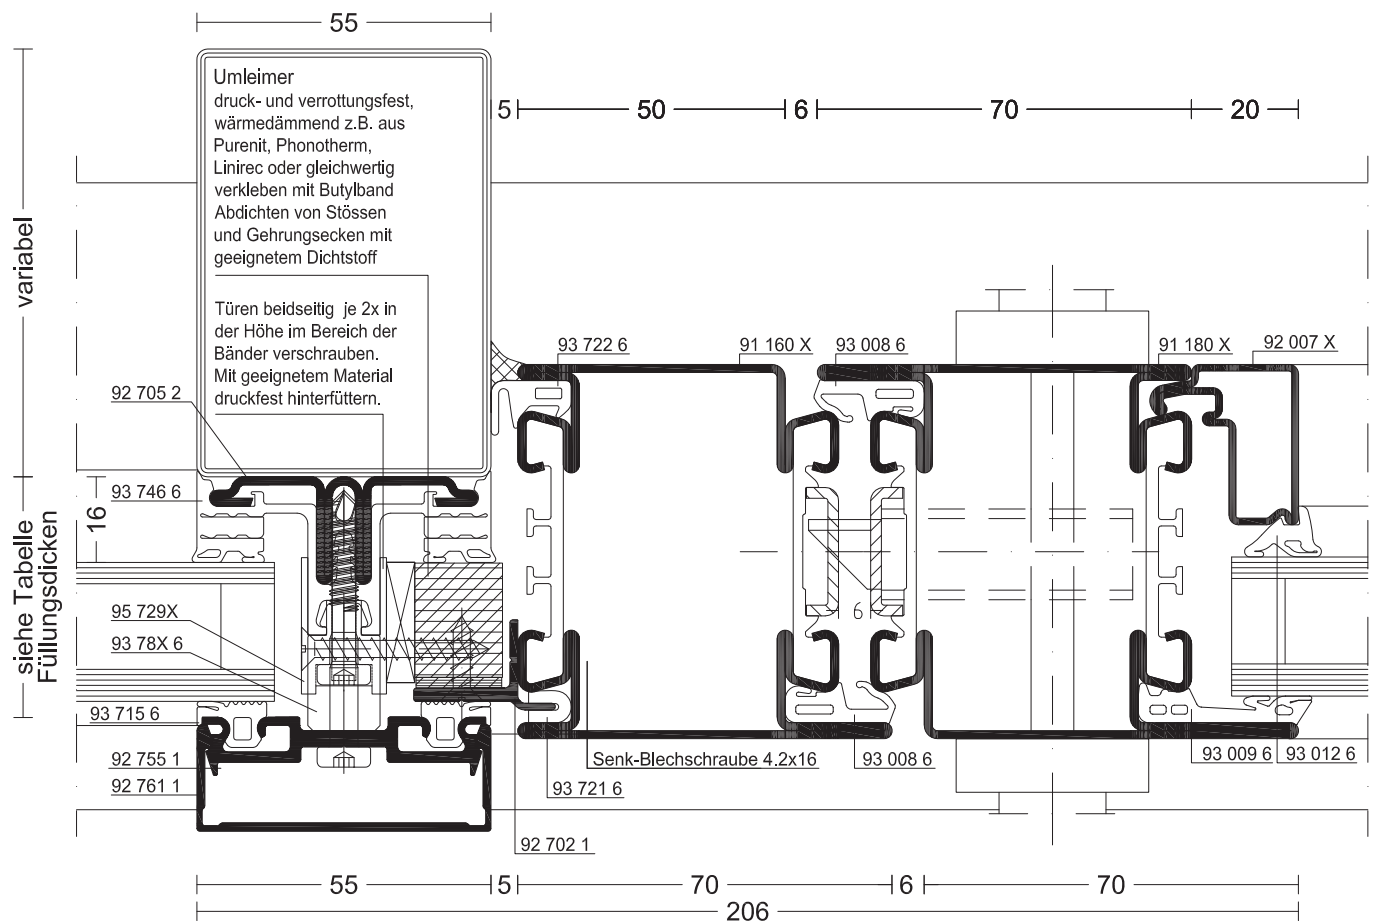 55
Umleimer
druck- und verrottungsfest,
wärmedämmend z.B. aus
Purenit, Phonotherm,
Linirec oder gleichwertig
verkleben mit Butylband
Abdichten von Stössen
und Gehrungsecken mit
geeignetem Dichtstoff
Türen beidseitig je 2x in
der Höhe im Bereich der
Bänder verschrauben.
Mit geeignetem Material
druckfest hinterfüttern.
5 50 6 70 20
variabel
siehe Tabelle
Füllungsdicken
16
93 722 6
91 160 X
93 008 6
91 180 X
92 007 X
92 705 2
93 746 6
95 729X
93 78X 6
93 715 6
92 755 1
92 761 1
6
Senk-Blechschraube 4.2x16
93 008 6
93 009 6
93 012 6
93 721 6
92 702 1
55 5 70 6 70
206